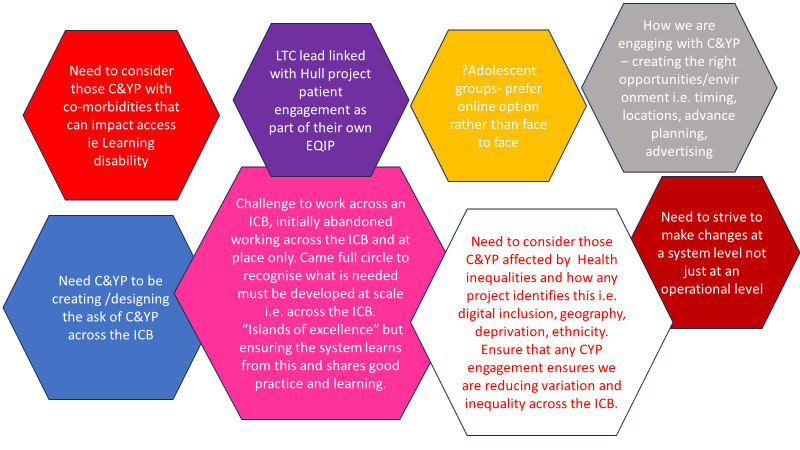 Need to consider
those C&YP with
co-morbidities that
can impact access
ie Learning
disability
LTC lead linked
with Hull project
patient
engagement as
part of their own
EQIP
?Adolescent
groups- prefer
online option
rather than face
to face
How we are
engaging with C&YP
– creating the right
opportunities/envir
onment i.e. timing,
locations, advance
planning,
advertising
Need C&YP to be
creating /designing
the ask of C&YP
across the ICB
Challenge to work across an
ICB, initially abandoned
working across the ICB and at
place only. Came full circle to
recognise what is needed
must be developed at scale
i.e. across the ICB.
“Islands of excellence” but
ensuring the system learns
from this and shares good
practice and learning.
Need to consider those
C&YP affected by  Health
inequalities and how any
project identifies this i.e.
digital inclusion, geography,
deprivation, ethnicity.
Ensure that any CYP
engagement ensures we
are reducing variation and
inequality across the ICB.
Need to strive to
make changes at
a system level not
just at an
operational level